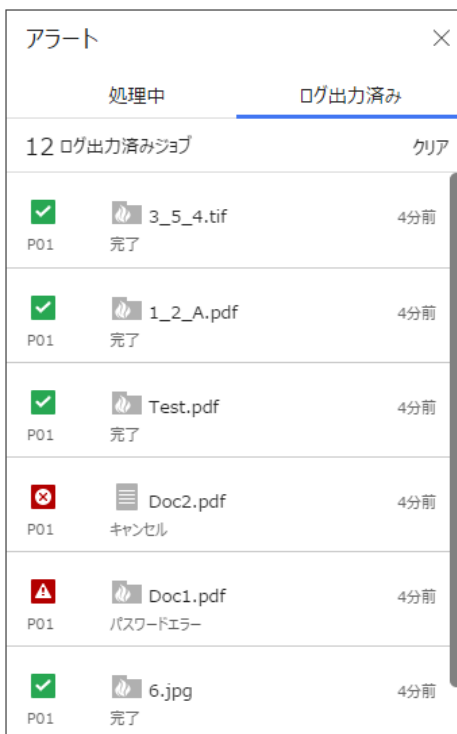 アラート
処理中 ログ出力済み
12 ログ出力済みジョブ クリア
3_5_4.tif 4分前
P01 完了
1_2_A.pdf 4分前
P01 完了
Test.pdf 4分前
P01 完了
Doc2.pdf 4分前
P01 キャンセル
Doc1.pdf 4分前
P01 パスワードエラー
6.jpg 4分前
P01 完了